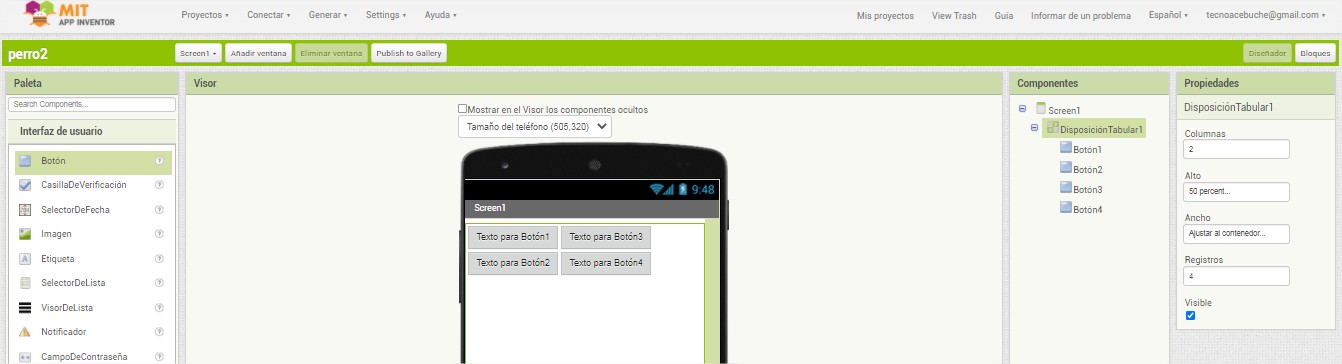 MIT
APP INVENTOR
Proyectos Conectar Generar Settings Ayuda Mis proyectos View Trash Guia Informar de un problema Español tecnoacebuche@gmail.com
perro2 Screen1 Añadir ventana Eliminar ventana Publish to Gallery Diseñador Bloques
Paleta
Search Components...
Interfaz de usuario
Botón
CasillaDeVerificación
SelectorDeFecha
Imagen
Etiqueta
SelectorDeLista
VisorDeLista
Notificador
CampoDeContraseña
Visor
Mostrar en el Visor los componentes ocultos
Tamaño del teléfono (505,320)
9:48
Screen1
Texto para Botón1 Texto para Botón3
Texto para Botón2 Texto para Botón4
Componentes
Screen1
DisposiciónTabular1
Botón1
Botón2
Botón3
Botón4
Propiedades
DisposiciónTabular1
Columnas
2
Alto
50 percent...
Ancho
Ajustar al contenedor...
Registros
4
Visible